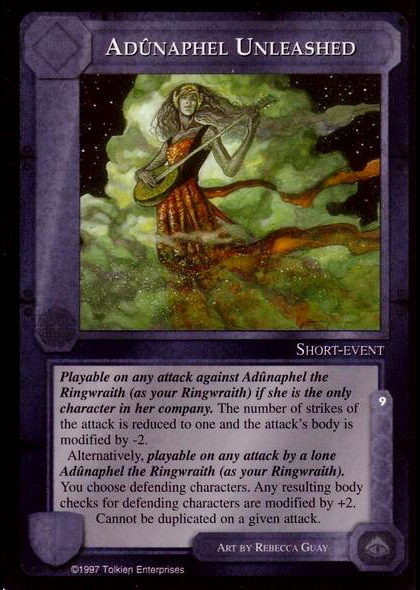 Adûnaphel Unleashed
Short-event
Playable on any attack against Adûnaphel the
Ringwraith (as your Ringwraith) if she is the only
character in her company. The number of strikes of
the attack is reduced to one and the attack's body is
modified by -2.
Alternatively, playable on any attack by a lone
Adûnaphel the Ringwraith (as your Ringwraith).
You choose defending characters. Any resulting body
checks for defending characters are modified by +2.
Cannot be duplicated on a given attack.
9
Art by Rebecca Guay
©1997 Tolkien Enterprises